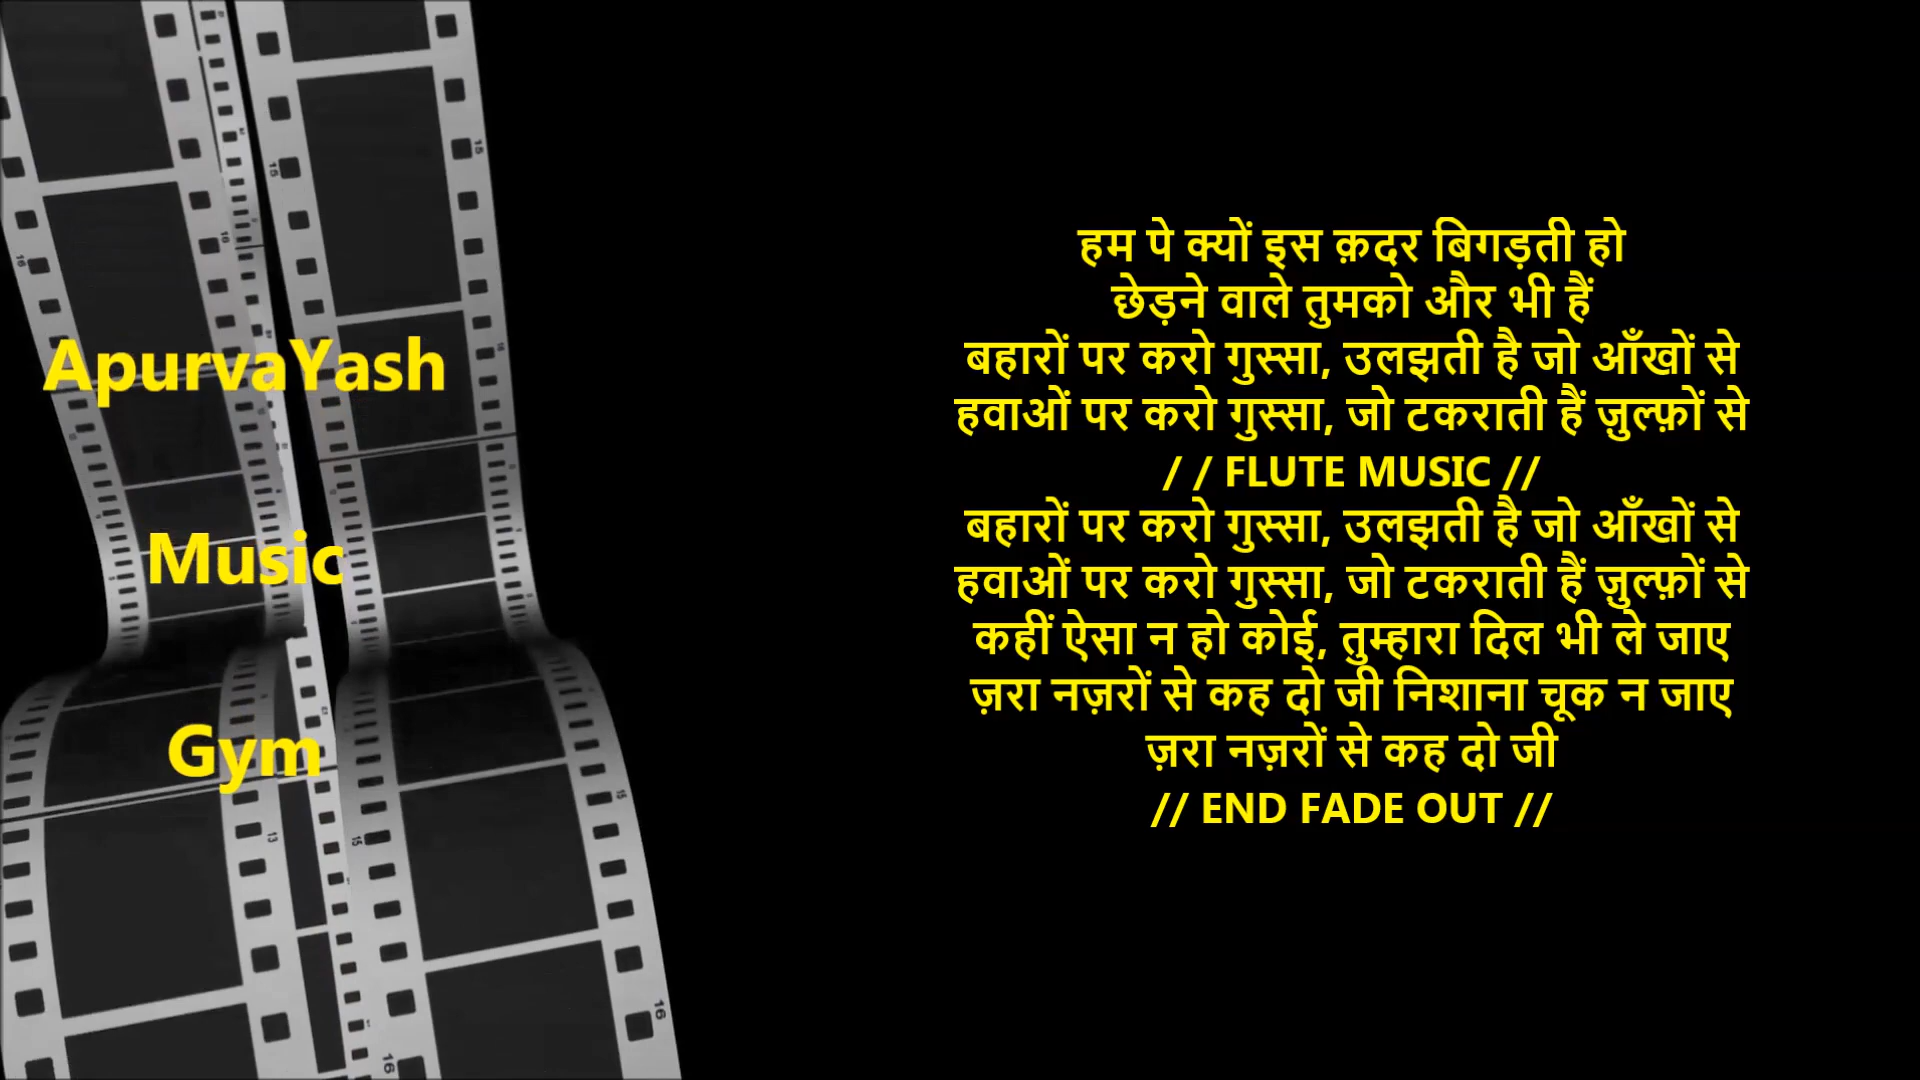 ApurvaYash
Music
Gym
हम पे क्यों इस क़दर बिगड़ती हो
छेड़ने वाले तुमको और भी हैं
बहारों पर करो गुस्सा, उलझती है जो आँखों से
हवाओं पर करो गुस्सा, जो टकराती हैं ज़ुल्फ़ों से
/ / FLUTE MUSIC //
बहारों पर करो गुस्सा, उलझती है जो आँखों से
हवाओं पर करो गुस्सा, जो टकराती हैं ज़ुल्फ़ों से
कहीं ऐसा न हो कोई, तुम्हारा दिल भी ले जाए
ज़रा नज़रों से कह दो जी निशाना चूक न जाए
ज़रा नज़रों से कह दो जी
// END FADE OUT //